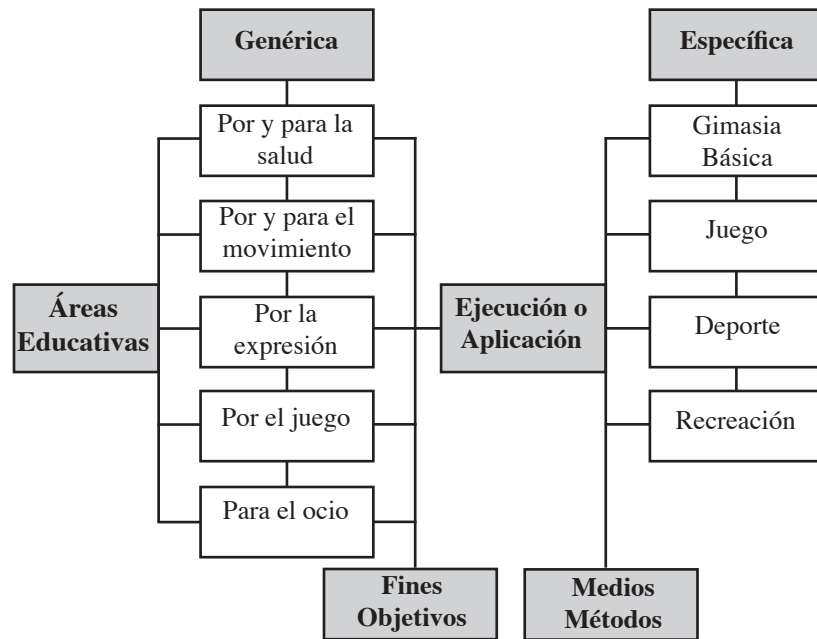 Genérica
Específica
Por y para la
salud
Gimasia
Básica
Por y para el
movimiento
Juego
Áreas
Educativas
Por la
expresión
Ejecución o
Aplicación
Deporte
Por el juego
Recreación
Para el ocio
Fines
Objetivos
Medios
Métodos